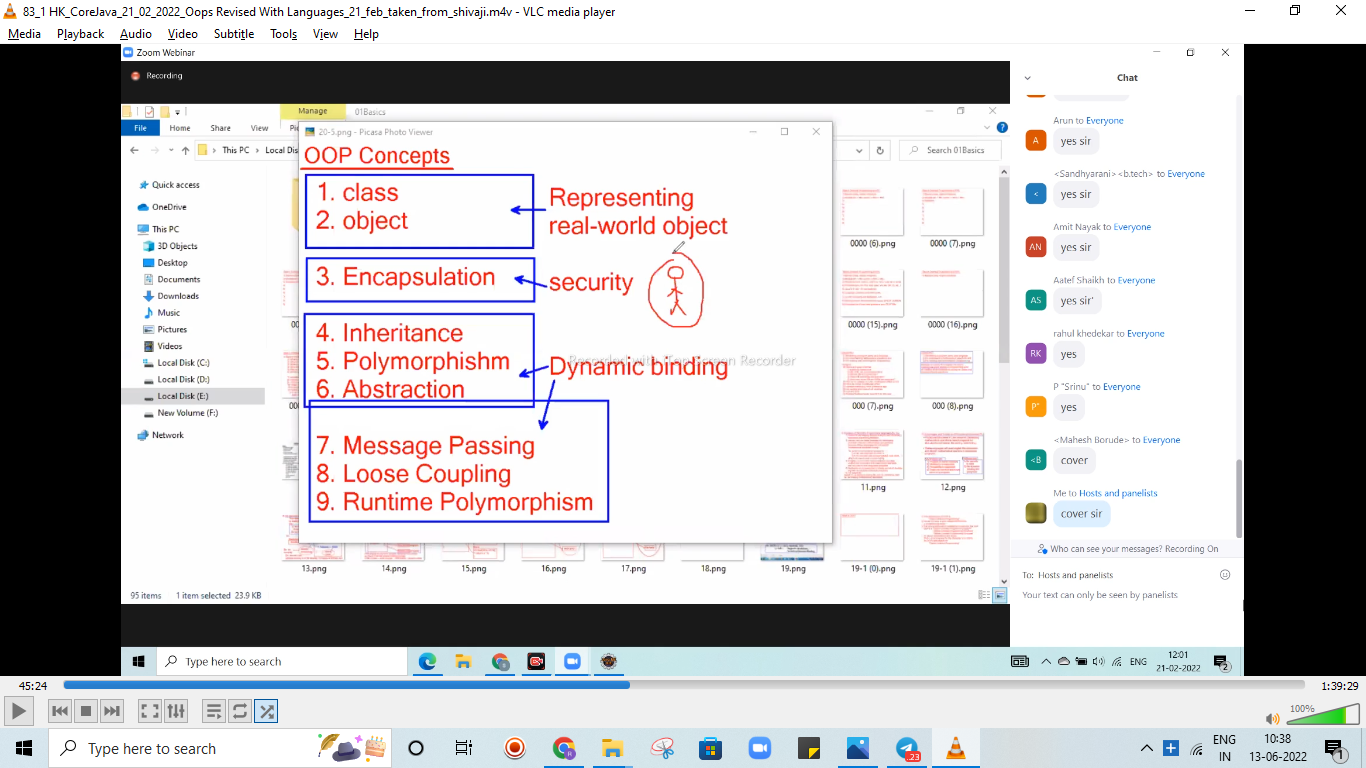 83_1 HK_CoreJava_21_02_2022_Oops Revised With Languages_21_feb_taken_from_shivaji.m4v - VLC media player
Media Playback Audio Video Subtitle Tools View Help
Zoom Webinar
Recording
Manage 01Basics
File Home Share View
This PC > Local
Search 01Basics
Quick access
OneDrive
This PC
3D Objects
Desktop
Documents
Downloads
Music
Pictures
Videos
Local Disk (C:)
Local Disk (D:)
Local Disk (E:)
New Volume (F:)
Network
20-5.png - Picasa Photo Viewer
OOP Concepts
1. class
2. object
Representing
real-world object
3. Encapsulation
security
4. Inheritance
5. Polymorphishm
6. Abstraction
Dynamic binding
7. Message Passing
8. Loose Coupling
9. Runtime Polymorphism
0000 (6).png 0000 (7).png
0000 (15).png 0000 (16).png
000 (7).png 000 (8).png
11.png 12.png
13.png 14.png 15.png 16.png 17.png 18.png 19.png 19-1 (0).png 19-1 (1).png
95 items 1 item selected 23.9 KB
Chat
Arun to Everyone
A
yes sir
<Sandhyarani><b.tech> to Everyone
<
yes sir
Amit Nayak to Everyone
AN
yes sir
Aatef Shaikh to Everyone
AS
yes sir'
rahul khedekar to Everyone
RK
yes
P "Srinu" to Everyone
P"
yes
<Mahesh Borude> to Everyone
<B
cover
Me to Hosts and panelists
cover sir
Who can see your messages? Recording On
To: Hosts and panelists
Your text can only be seen by panelists
Type here to search
ENG
12:01
21-02-2022
2
45:24
1:39:29
100%
Type here to search
23
ENG
IN
10:38
13-06-2022
1